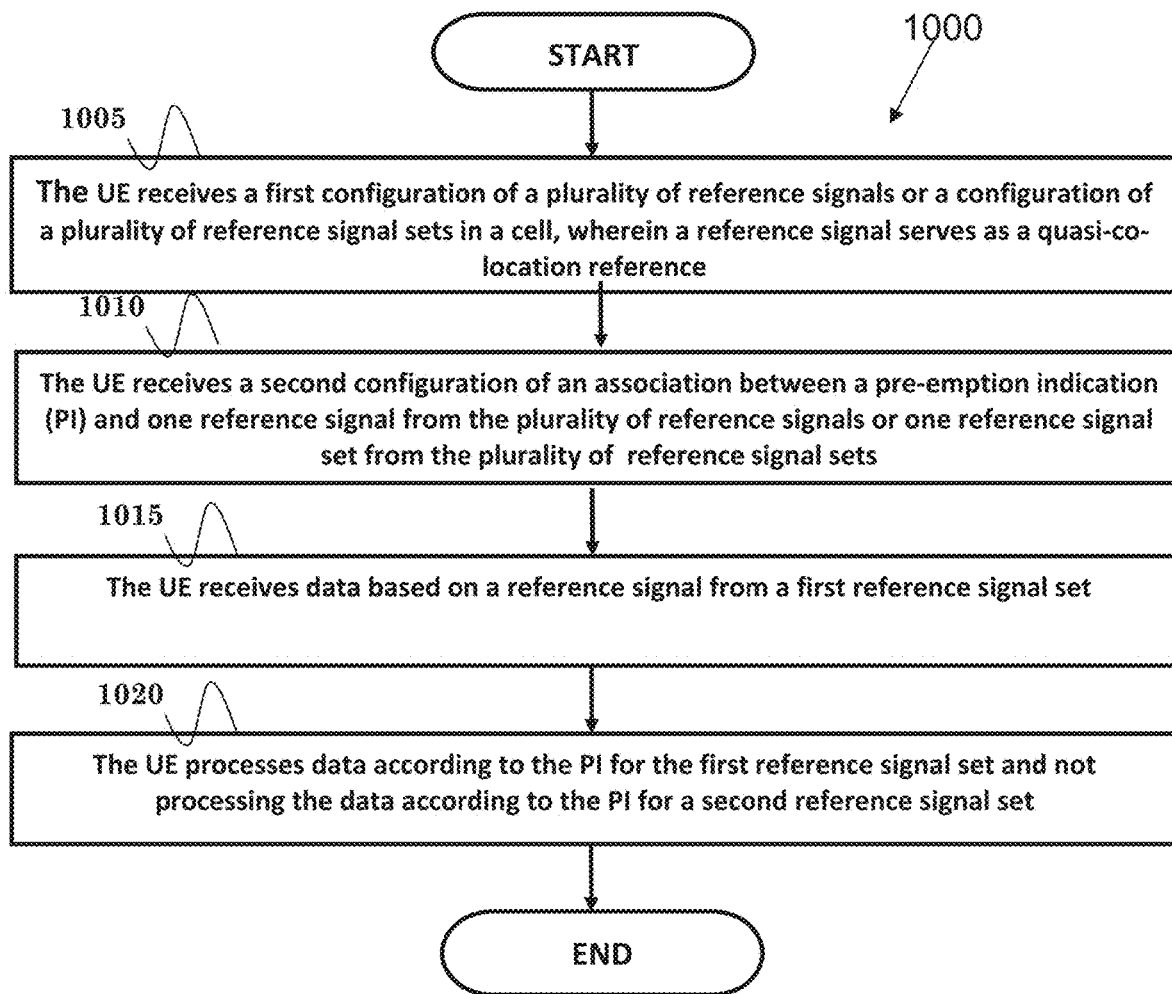 START
1000
1005
The UE receives a first configuration of a plurality of reference signals or a configuration of
a plurality of reference signal sets in a cell, wherein a reference signal serves as a quasi-co-
location reference
1010
The UE receives a second configuration of an association between a pre-emption indication
(PI) and one reference signal from the plurality of reference signals or one reference signal
set from the plurality of reference signal sets
1015
The UE receives data based on a reference signal from a first reference signal set
1020
The UE processes data according to the PI for the first reference signal set and not
processing the data according to the PI for a second reference signal set
END